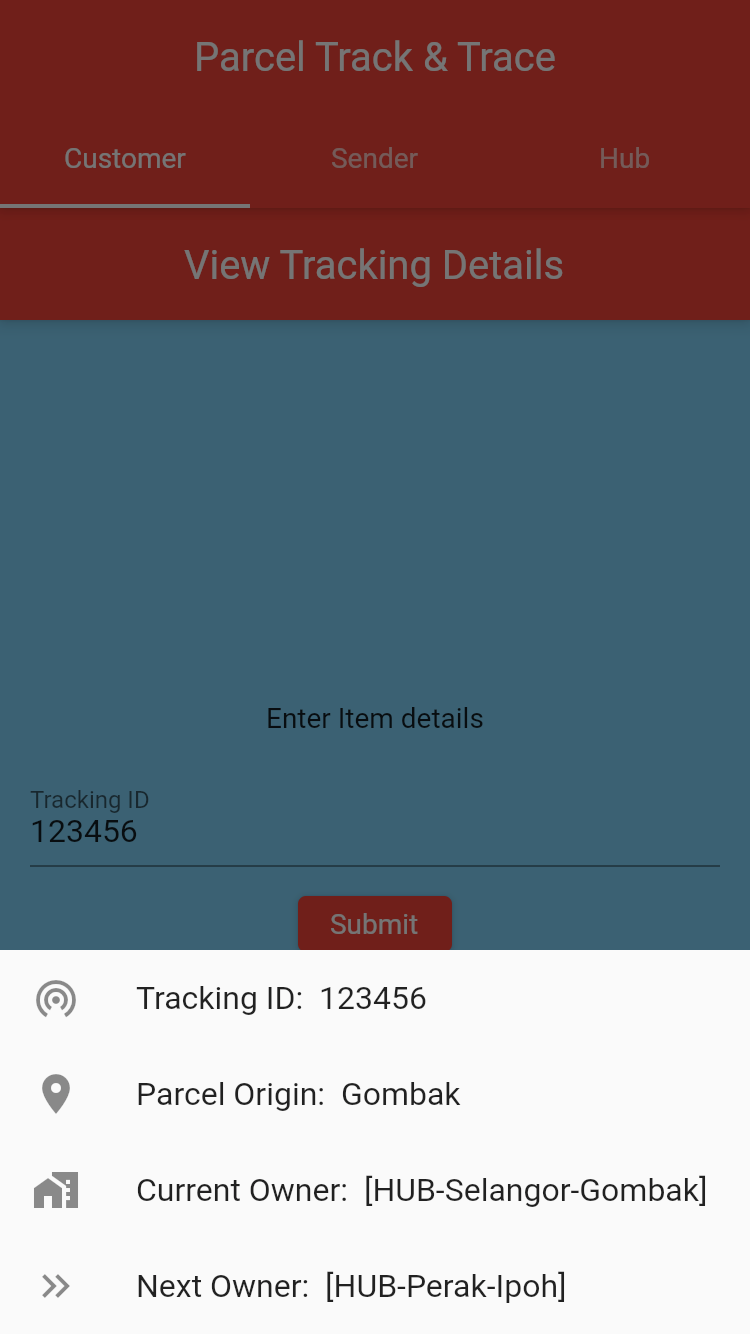 Parcel Track & Trace
Customer
Sender
Hub
View Tracking Details
Enter Item details
Tracking ID
123456
Submit
Tracking ID:  123456
Parcel Origin:  Gombak
Current Owner:  [HUB-Selangor-Gombak]
Next Owner:  [HUB-Perak-Ipoh]